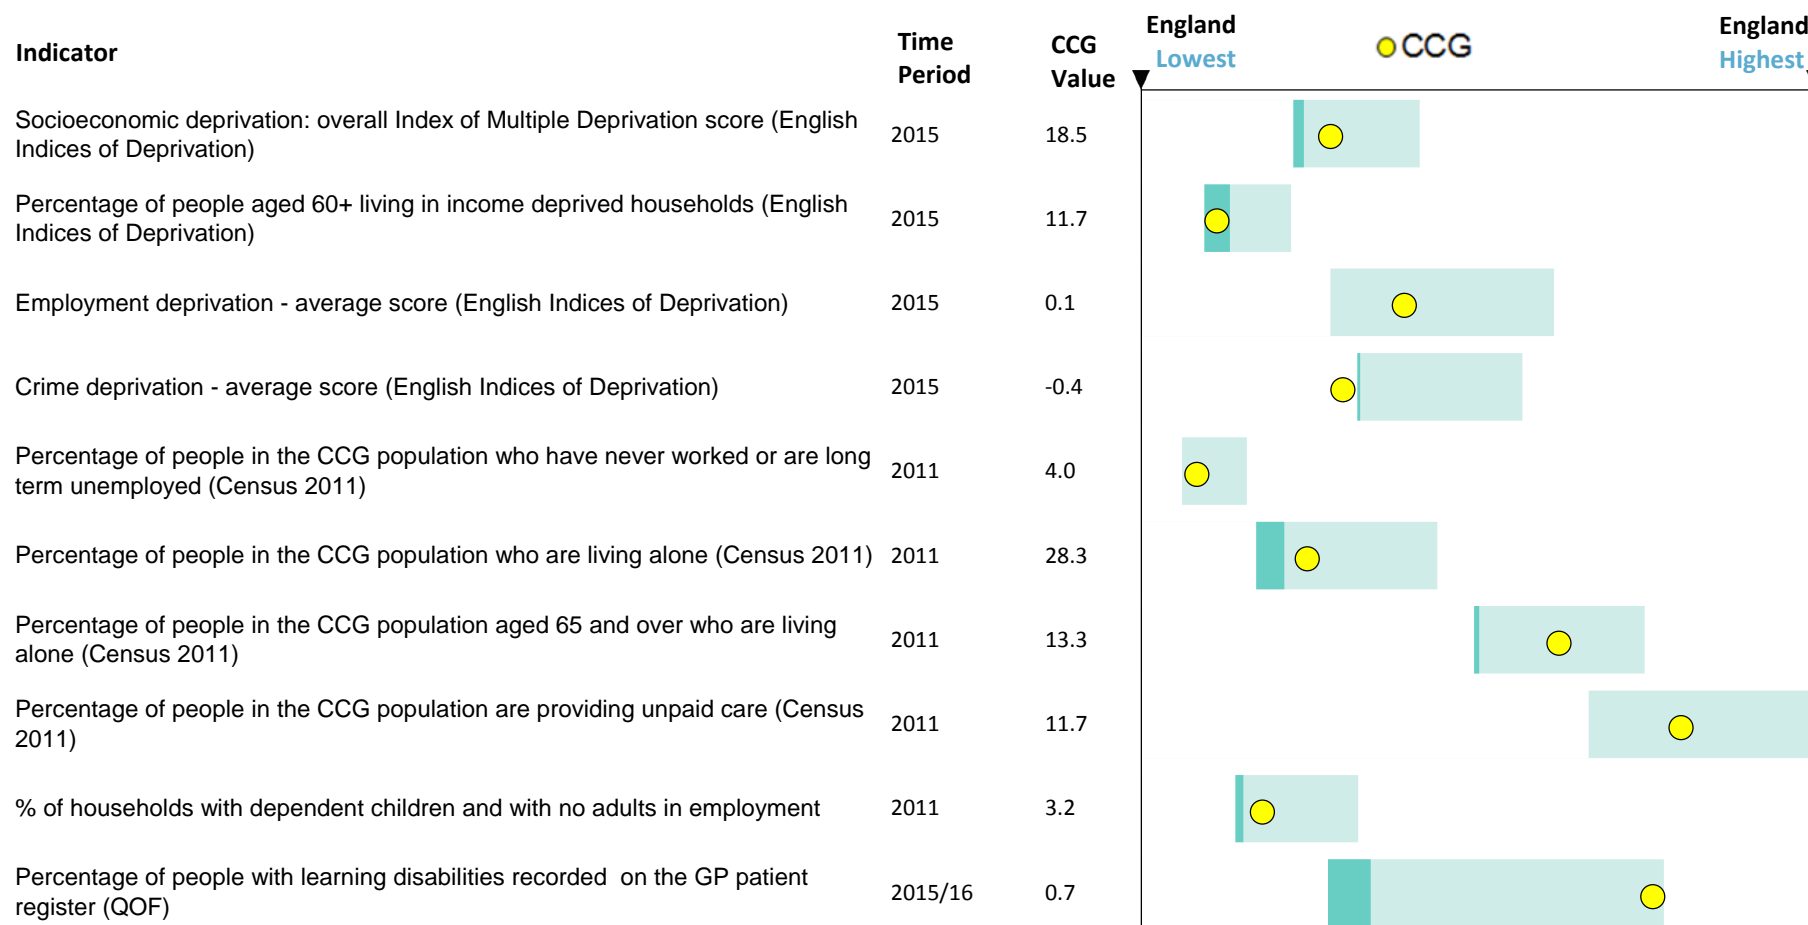 Indicator
Time
Period
CCG
Value
England
Lowest
CCG
England
Highest
Socioeconomic deprivation: overall Index of Multiple Deprivation score (English
Indices of Deprivation)
2015
18.5
Percentage of people aged 60+ living in income deprived households (English
Indices of Deprivation)
2015
11.7
Employment deprivation - average score (English Indices of Deprivation)
2015
0.1
Crime deprivation - average score (English Indices of Deprivation)
2015
-0.4
Percentage of people in the CCG population who have never worked or are long
term unemployed (Census 2011)
2011
4.0
Percentage of people in the CCG population who are living alone (Census 2011)
2011
28.3
Percentage of people in the CCG population aged 65 and over who are living
alone (Census 2011)
2011
13.3
Percentage of people in the CCG population are providing unpaid care (Census
2011)
2011
11.7
% of households with dependent children and with no adults in employment
2011
3.2
Percentage of people with learning disabilities recorded  on the GP patient
register (QOF)
2015/16
0.7